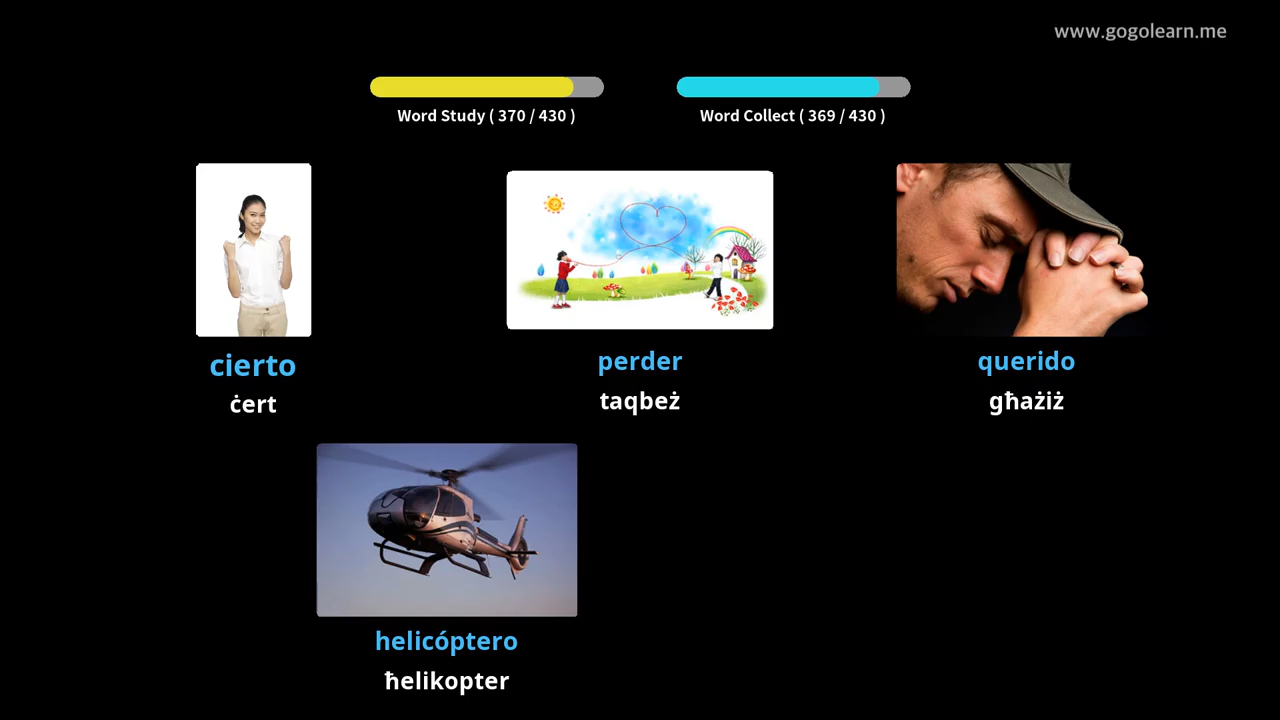 www.gogolearn.me
Word Study ( 370 / 430 )
Word Collect ( 369 / 430 )
cierto
ċert
perder
taqbeż
querido
għażiż
helicóptero
ħelikopter